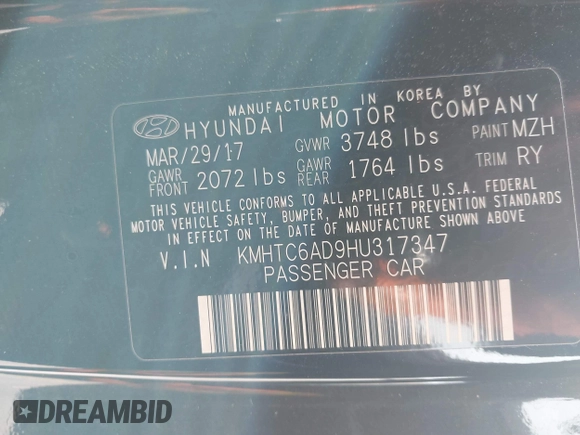 MANUFACTURED IN KOREA BY
HYUNDAI MOTOR COMPANY
MAR/29/17 GVWR 3748 lbs PAINT MZH
GAWR FRONT 2072 lbs GAWR REAR 1764 lbs TRIM RY
THIS VEHICLE CONFORMS TO ALL APPLICABLE U.S.A. FEDERAL
MOTOR VEHICLE SAFETY, BUMPER, AND THEFT PREVENTION STANDARDS
IN EFFECT ON THE DATE OF MANUFACTURE SHOWN ABOVE
V.I.N KMHTC6AD9HU317347
PASSENGER CAR
DREAMBID